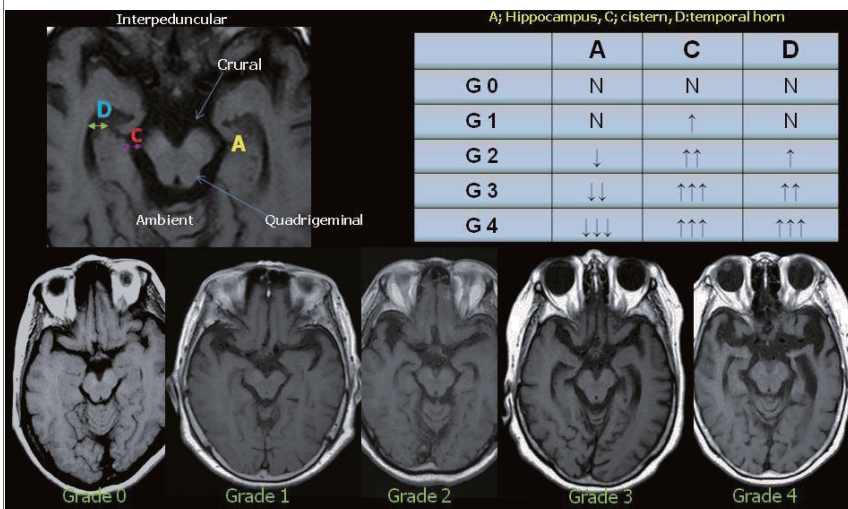 Interpeduncular
Crural
D
C
A
Ambient
Quadrigeminal
A; Hippocampus, C; cistern, D:temporal horn
A C D
G 0 N N N
G 1 N ↑ N
G 2 ↓ ↑↑ ↑
G 3 ↓↓ ↑↑↑ ↑↑
G 4 ↓↓↓ ↑↑↑ ↑↑↑
Grade 0
Grade 1
Grade 2
Grade 3
Grade 4